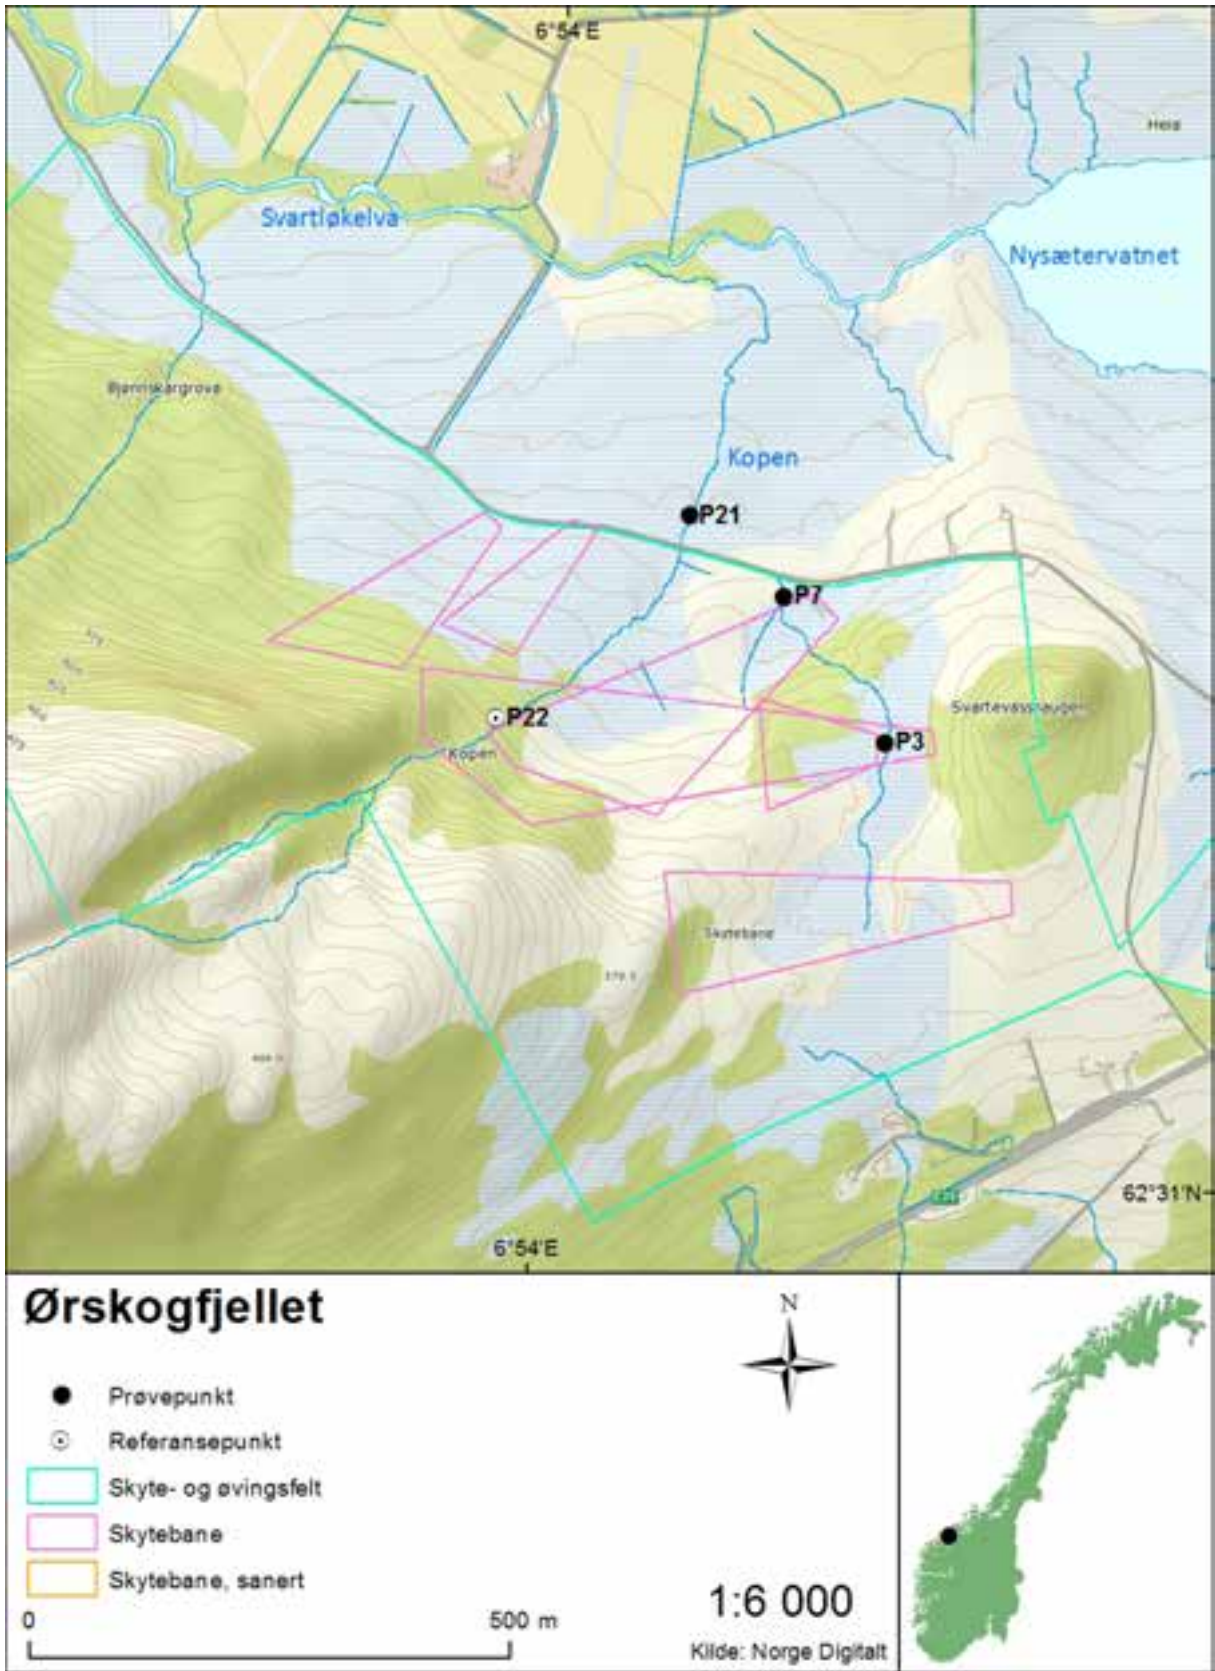 6°54'E
Heia
Svartløkelva
Nysætervatnet
Bjønnskargrova
Kopen
P21
P7
P22
Kopen
P3
Skytebane
62°31'N
6°54'E
Ørskogfjellet
N
Prøvepunkt
Referansepunkt
Skyte- og øvingsfelt
Skytebane
Skytebane, sanert
0 500 m
1:6 000
Kilde: Norge Digitalt